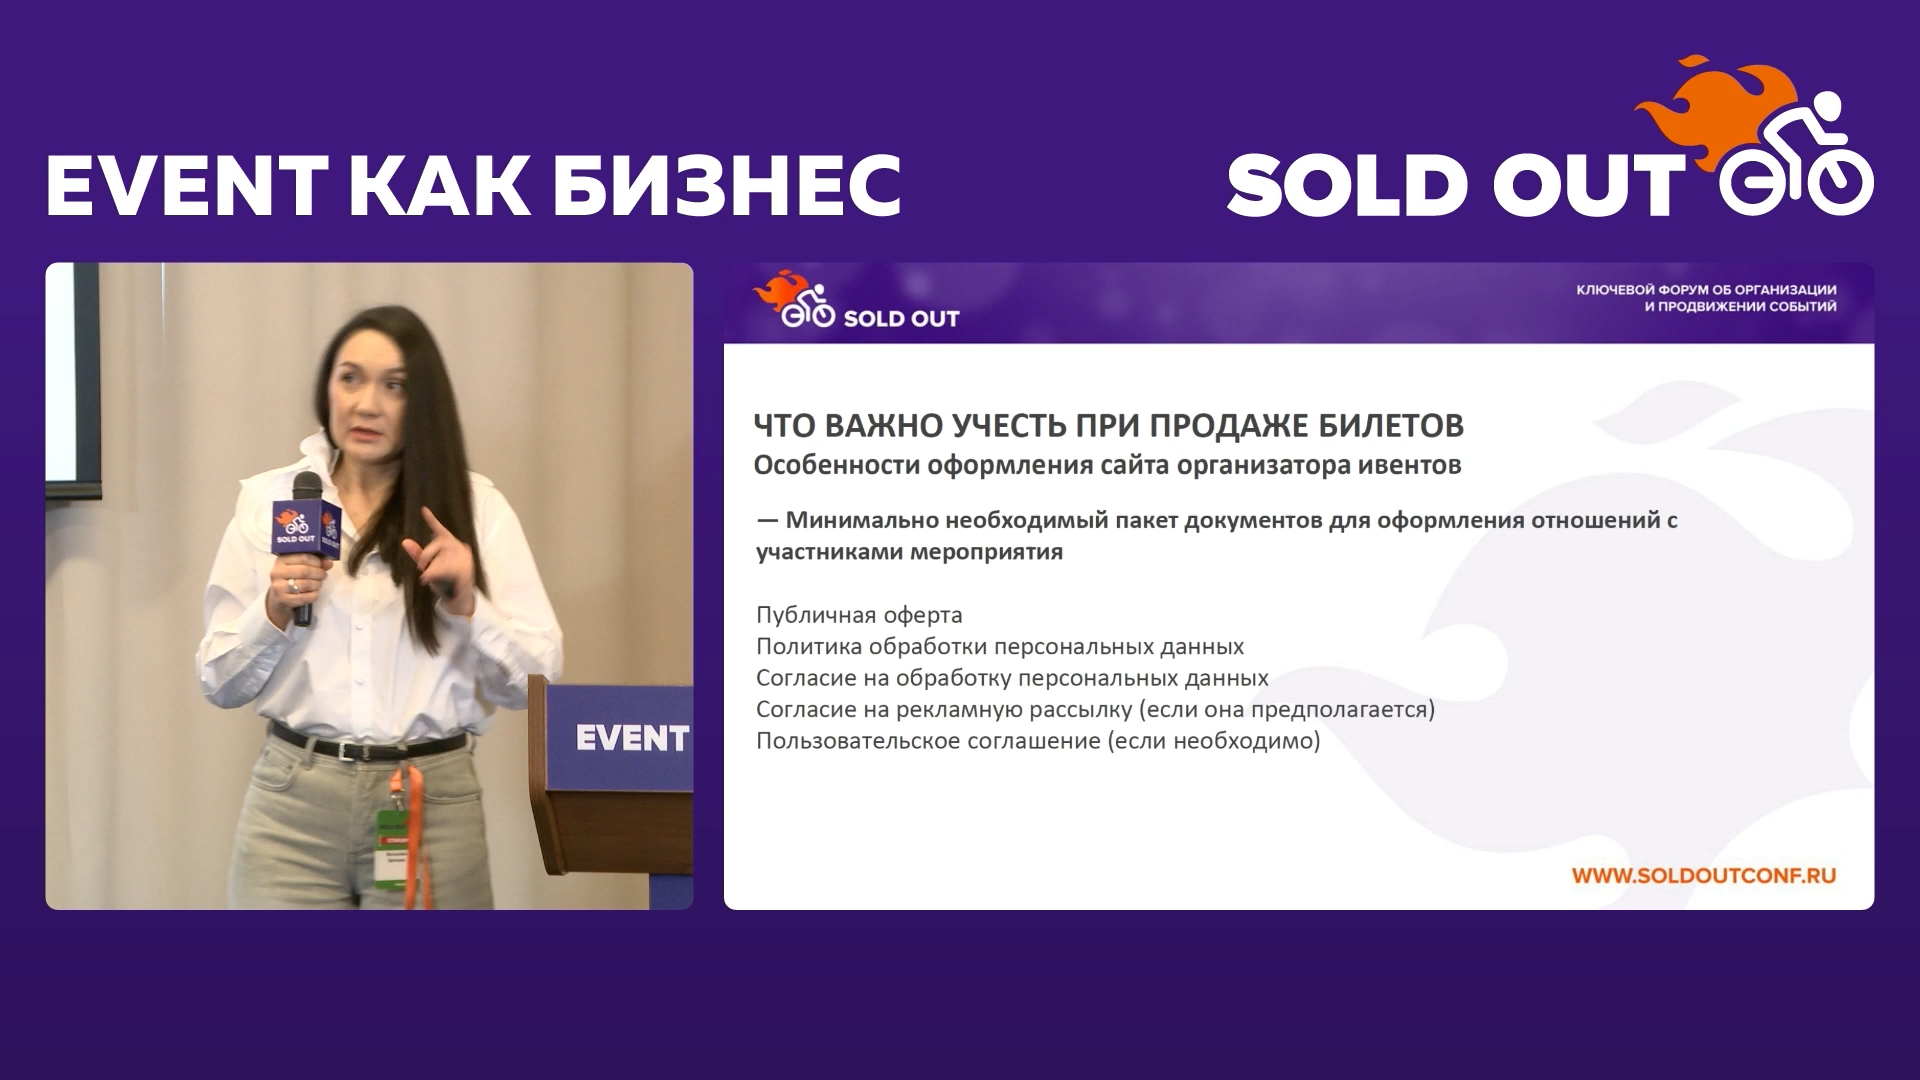 EVENT КАК БИЗНЕС
SOLD OUT
SOLD OUT
EVENT
SOLD OUT
КЛЮЧЕВОЙ ФОРУМ ОБ ОРГАНИЗАЦИИ
И ПРОДВИЖЕНИИ СОБЫТИЙ
ЧТО ВАЖНО УЧЕСТЬ ПРИ ПРОДАЖЕ БИЛЕТОВ
Особенности оформления сайта организатора ивентов
— Минимально необходимый пакет документов для оформления отношений с
участниками мероприятия
Публичная оферта
Политика обработки персональных данных
Согласие на обработку персональных данных
Согласие на рекламную рассылку (если она предполагается)
Пользовательское соглашение (если необходимо)
WWW.SOLDOUTCONF.RU